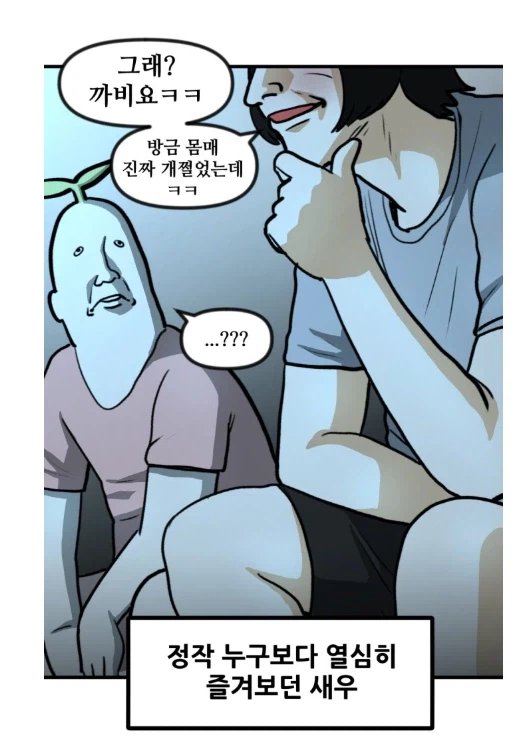 그래?
까비요ㅋㅋ
방금 몸매
진짜 개쩔었는데
ㅋㅋ
...???
정작 누구보다 열심히
즐겨보던 새우